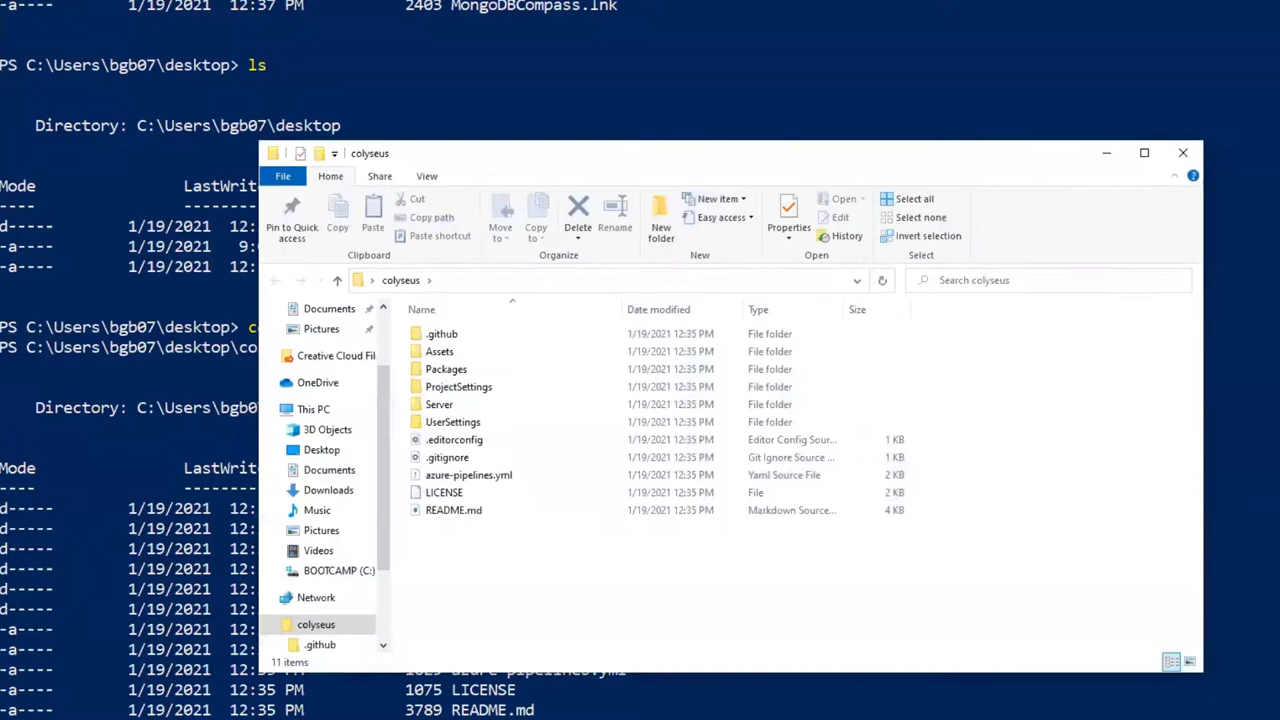 -a---- 1/19/2021 12:37 PM 2403 MongoDBCompass.lnk
PS C:\Users\bgb07\desktop> ls
Directory: C:\Users\bgb07\desktop
colyseus
File Home Share View
Mode LastWrit
---- --------
d----- 1/19/2021 12:
-a---- 1/19/2021 9:
-a---- 1/19/2021 12:
Pin to Quick access
Copy
Paste
Cut
Copy path
Paste shortcut
Clipboard
Move to
Copy to
Delete
Rename
Organize
New folder
New item
Easy access
New
Properties
Open
Edit
History
Open
Select all
Select none
Invert selection
Select
colyseus
Search colyseus
Documents
Pictures
Creative Cloud Fil
OneDrive
This PC
3D Objects
Desktop
Documents
Downloads
Music
Pictures
Videos
BOOTCAMP (C:)
Network
colyseus
.github
11 items
Name Date modified Type Size
.github 1/19/2021 12:35 PM File folder
Assets 1/19/2021 12:35 PM File folder
Packages 1/19/2021 12:35 PM File folder
ProjectSettings 1/19/2021 12:35 PM File folder
Server 1/19/2021 12:35 PM File folder
UserSettings 1/19/2021 12:35 PM File folder
.editorconfig 1/19/2021 12:35 PM Editor Config Sour... 1 KB
.gitignore 1/19/2021 12:35 PM Git Ignore Source ... 1 KB
azure-pipelines.yml 1/19/2021 12:35 PM Yaml Source File 2 KB
LICENSE 1/19/2021 12:35 PM File 2 KB
README.md 1/19/2021 12:35 PM Markdown Source... 4 KB
PS C:\Users\bgb07\desktop> c
PS C:\Users\bgb07\desktop\co
Directory: C:\Users\bgb0
Mode LastWrit
---- --------
d----- 1/19/2021 12:
d----- 1/19/2021 12:
d----- 1/19/2021 12:
d----- 1/19/2021 12:
d----- 1/19/2021 12:
d----- 1/19/2021 12:
-a---- 1/19/2021 12:
-a---- 1/19/2021 12:
-a---- 1/19/2021 12: azure-pipelines.yml
-a---- 1/19/2021 12:35 PM 1075 LICENSE
-a---- 1/19/2021 12:35 PM 3789 README.md